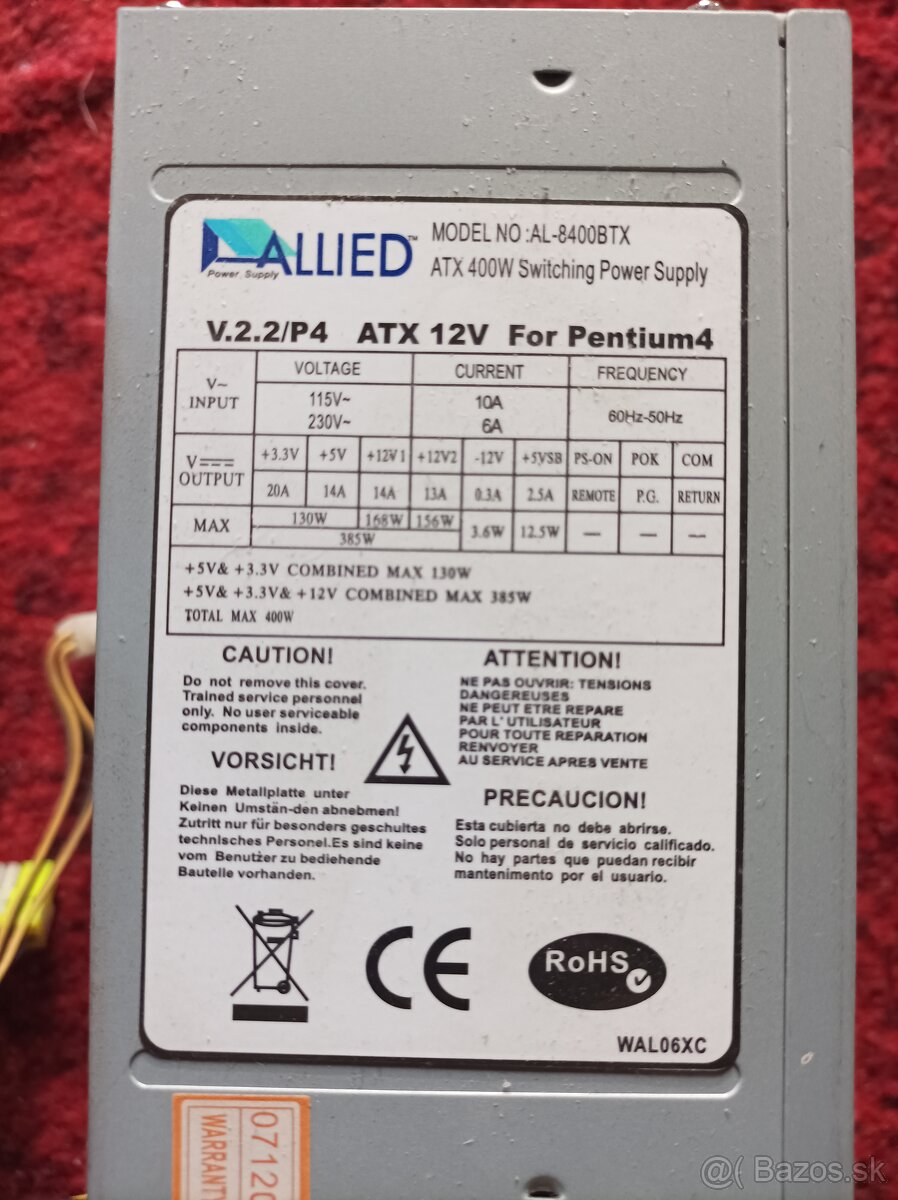 ALLIED™
Power Supply
MODEL NO :AL-8400BTX
ATX 400W Switching Power Supply
V.2.2/P4 ATX 12V For Pentium4
V~ INPUT
VOLTAGE CURRENT FREQUENCY
115V~ 10A 60Hz-50Hz
230V~ 6A
V OUTPUT
+3.3V +5V +12V1 +12V2 -12V +5VSB PS-ON POK COM
20A 14A 14A 13A 0.3A 2.5A REMOTE P.G. RETURN
MAX 130W 168W 156W 3.6W 12.5W — — —
385W
+5V& +3.3V COMBINED MAX 130W
+5V& +3.3V& +12V COMBINED MAX 385W
TOTAL MAX 400W
CAUTION!
Do not remove this cover.
Trained service personnel
only. No user serviceable
components inside.
ATTENTION!
NE PAS OUVRIR: TENSIONS
DANGEREUSES
NE PEUT ETRE REPARE
PAR L' UTILISATEUR
POUR TOUTE REPARATION
RENVOYER
AU SERVICE APRES VENTE
VORSICHT!
Diese Metallplatte unter
Keinen Umstän-den abnehmen!
Zutritt nur für besonders geschultes
technisches Personel.Es sind keine
vom Benutzer zu bediehende
Bauteile vorhanden.
PRECAUCION!
Esta cubierta no debe abrirse.
Solo personal de servicio calificado.
No hay partes que puedan recibir
mantenimiento por el usuario.
CE
RoHS
WAL06XC
0712
WARRANT
@( Bazos.sk